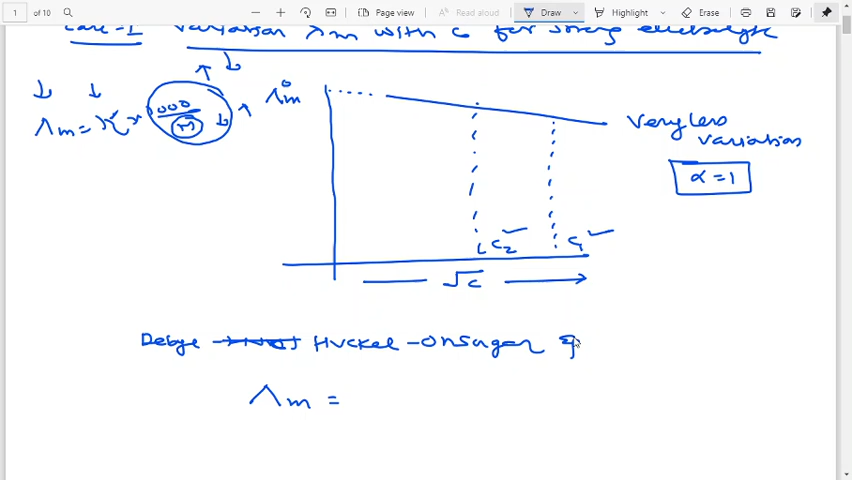 1 of 10 Page view Read aloud Draw Highlight Erase
Case-1 Variation λm with c for strong electrolyte
Λm = K × 1000/M
Λ°m
Very less
variation
α = 1
C2 C1
√c
Debye Huckel-Onsager Eq
Λm =